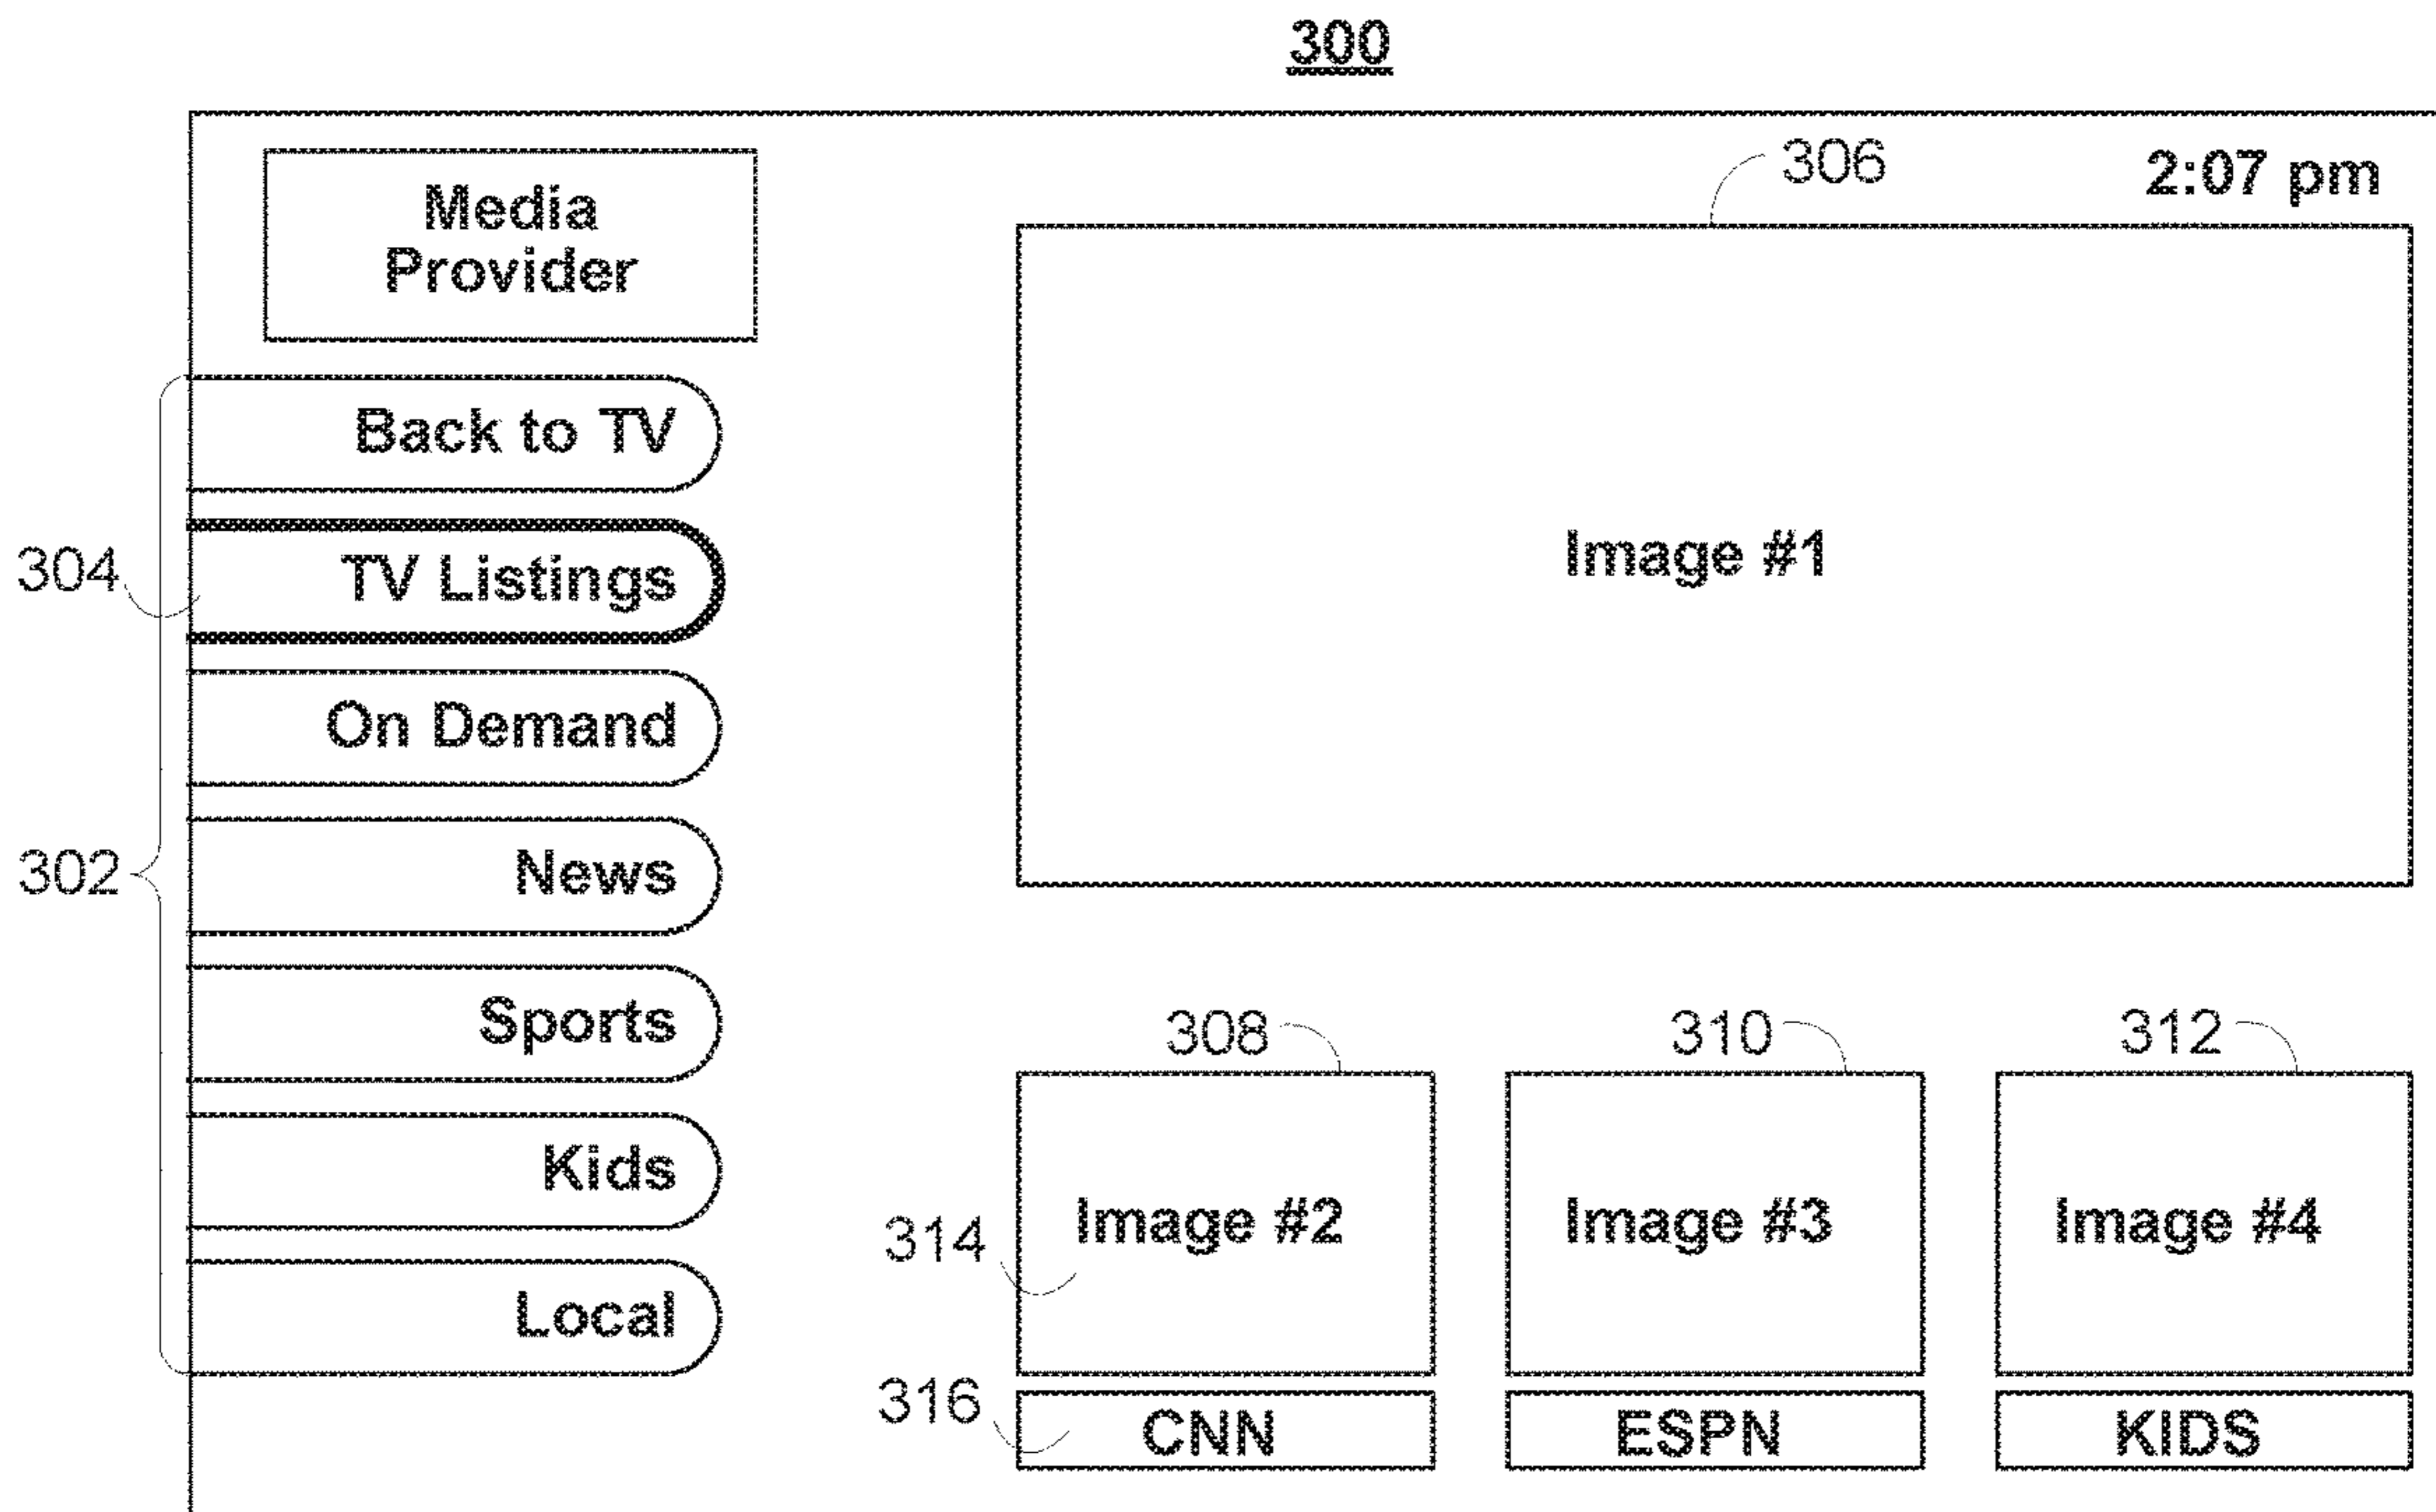 300
306
2:07 pm
Media
Provider
Back to TV
304
TV Listings
Image #1
On Demand
302
News
Sports
308
310
312
Kids
314
Image #2
Image #3
Image #4
Local
316
CNN
ESPN
KIDS